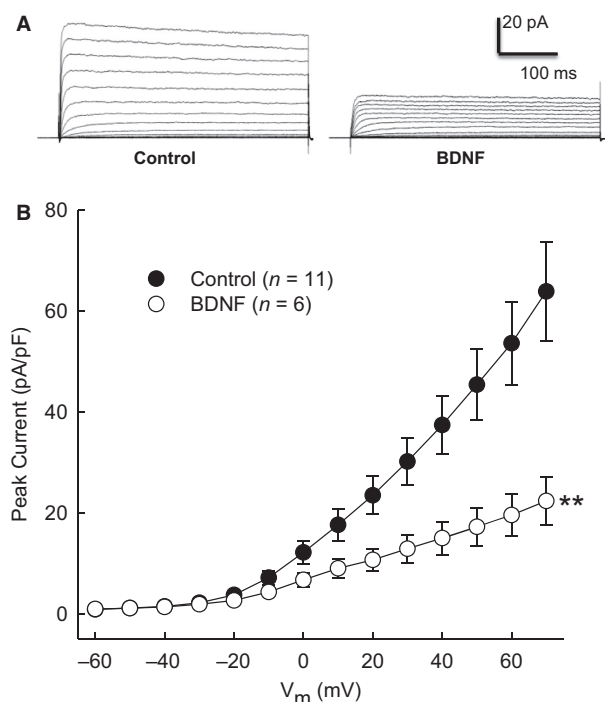 A
20 pA
100 ms
Control
BDNF
B
80
60
40
20
0
Peak Current (pA/pF)
Control (n = 11)
BDNF (n = 6)
**
–60
–40
–20
0
20
40
60
Vm (mV)